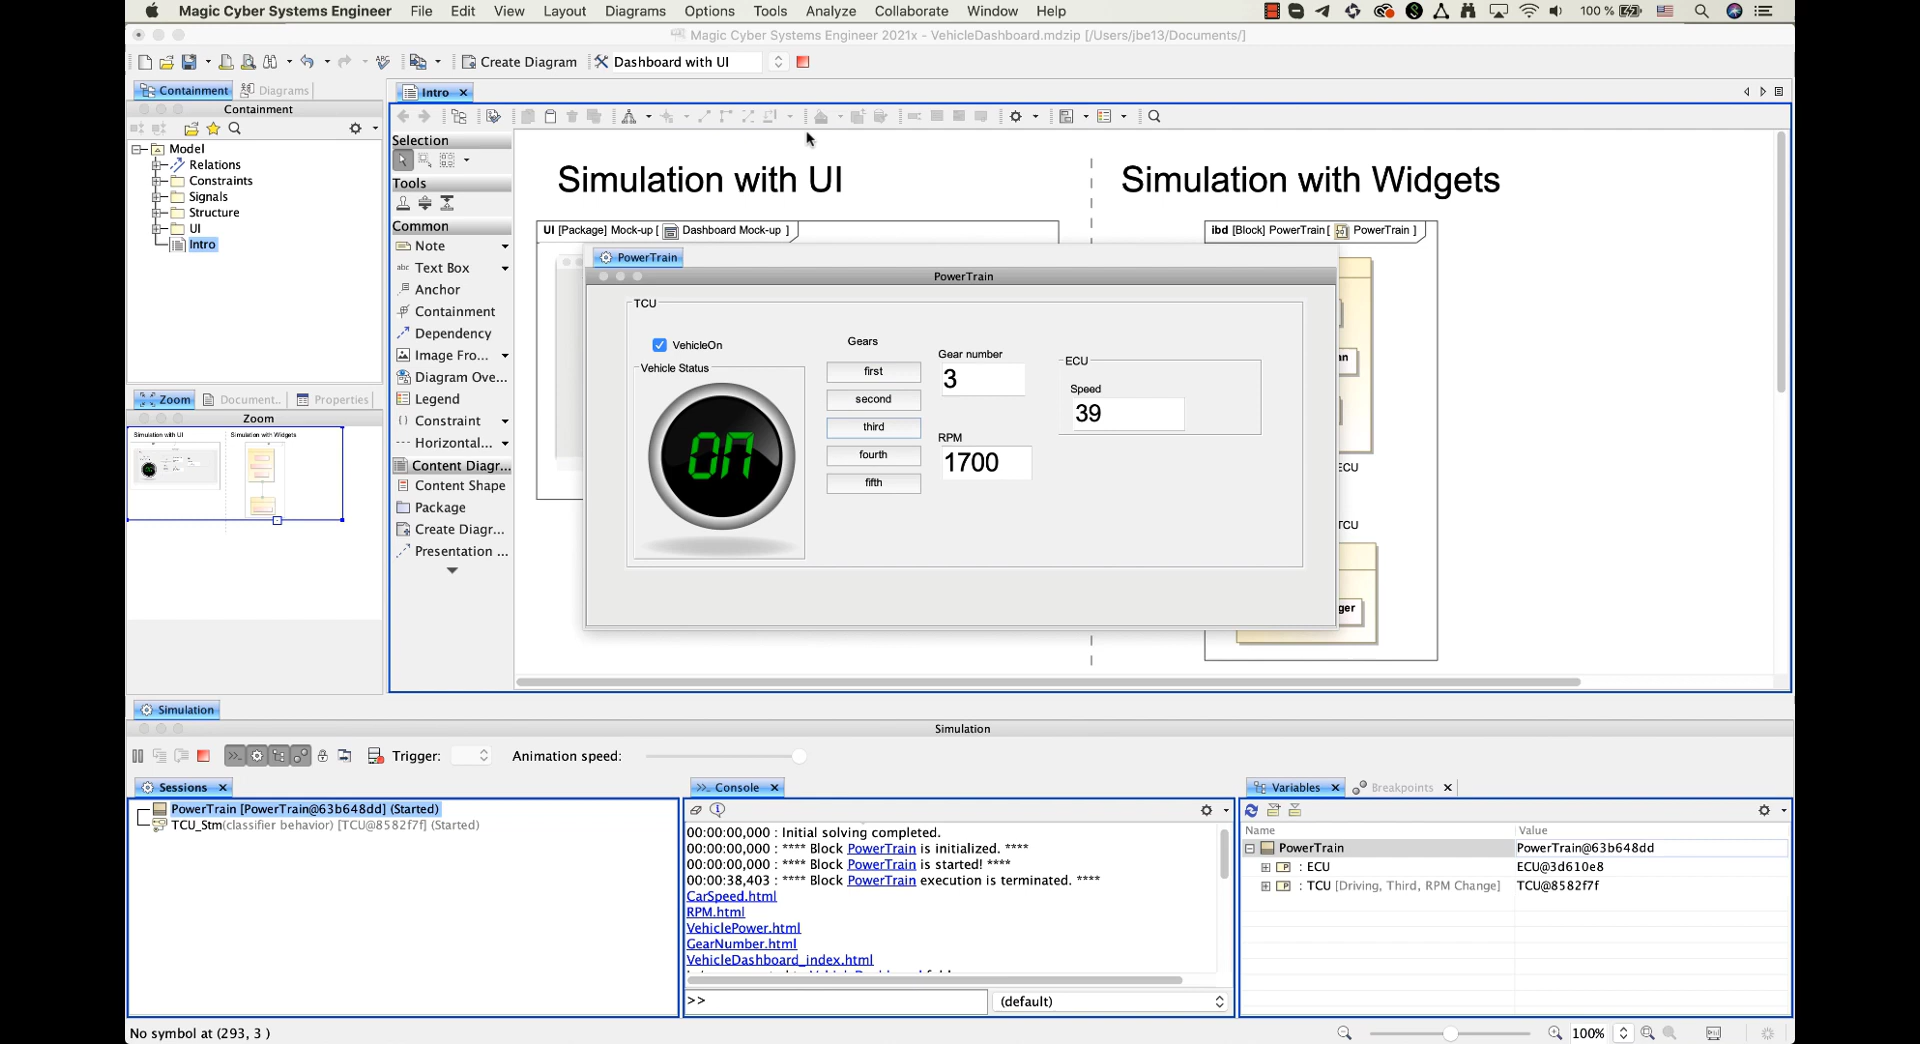 Magic Cyber Systems Engineer File Edit View Layout Diagrams Options Tools Analyze Collaborate Window Help 100 %
Magic Cyber Systems Engineer 2021x - VehicleDashboard.mdzip [/Users/jbe13/Documents/]
Create Diagram Dashboard with UI
Containment Diagrams
Containment
Model
Relations
Constraints
Signals
Structure
UI
Intro
Zoom Document.. Properties
Zoom
Simulation with UI Simulation with Widgets
Intro
Selection
Tools
Common
Note
abc Text Box
Anchor
Containment
Dependency
Image Fro...
Diagram Ove...
Legend
Constraint
Horizontal...
Content Diagr...
Content Shape
Package
Create Diagr...
Presentation ...
Simulation with UI
Simulation with Widgets
UI [Package] Mock-up [ Dashboard Mock-up ]
ibd [Block] PowerTrain[ PowerTrain ]
PowerTrain
PowerTrain
TCU
VehicleOn
Vehicle Status
ON
Gears
first
second
third
fourth
fifth
Gear number
3
RPM
1700
ECU
Speed
39
ECU
TCU
ger
Simulation
Simulation
Trigger: Animation speed:
Sessions
PowerTrain [PowerTrain@63b648dd] (Started)
TCU_Stm(classifier behavior) [TCU@8582f7f] (Started)
Console
00:00:00,000 : Initial solving completed.
00:00:00,000 : **** Block PowerTrain is initialized. ****
00:00:00,000 : **** Block PowerTrain is started! ****
00:00:38,403 : **** Block PowerTrain execution is terminated. ****
CarSpeed.html
RPM.html
VehiclePower.html
GearNumber.html
VehicleDashboard_index.html
>> (default)
Variables Breakpoints
Name Value
PowerTrain PowerTrain@63b648dd
: ECU ECU@3d610e8
: TCU [Driving, Third, RPM Change] TCU@8582f7f
No symbol at (293, 3 )
100%